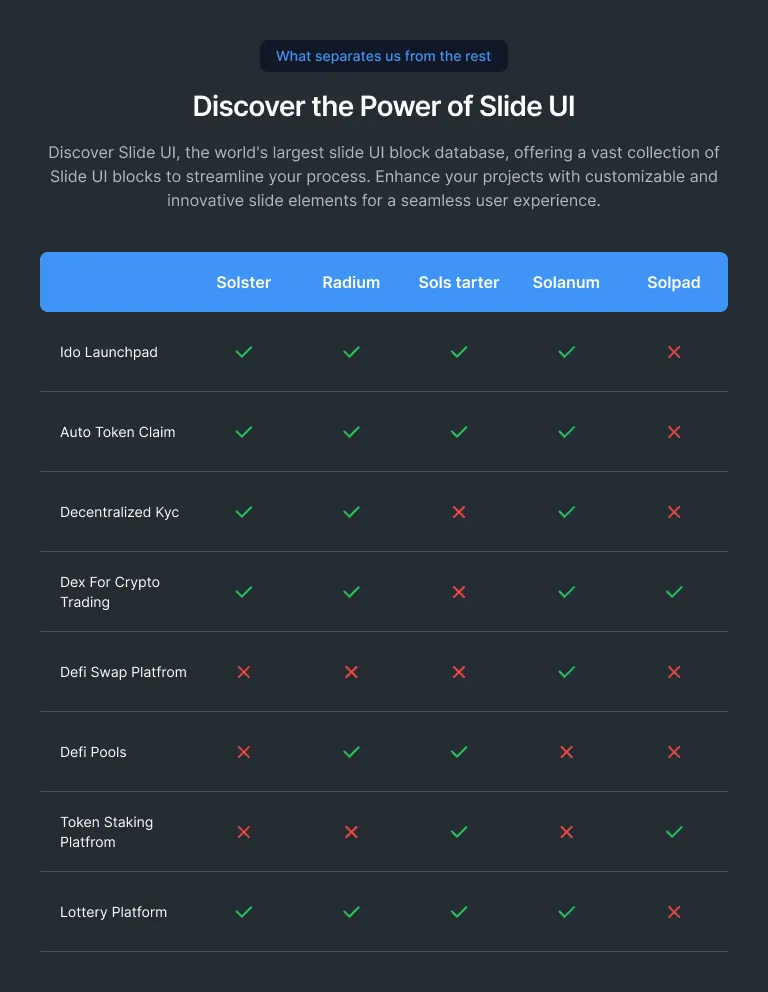 What separates us from the rest
Discover the Power of Slide UI
Discover Slide UI, the world's largest slide UI block database, offering a vast collection of
Slide UI blocks to streamline your process. Enhance your projects with customizable and
innovative slide elements for a seamless user experience.
Solster Radium Sols tarter Solanum Solpad
Ido Launchpad
Auto Token Claim
Decentralized Kyc
Dex For Crypto
Trading
Defi Swap Platfrom
Defi Pools
Token Staking
Platfrom
Lottery Platform